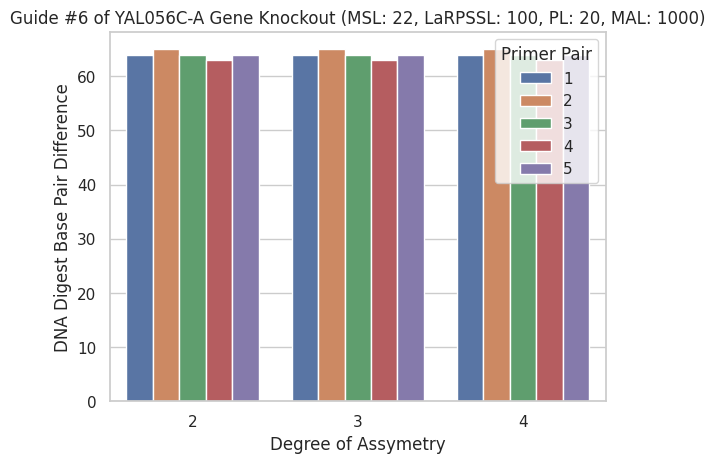 Guide #6 of YAL056C-A Gene Knockout (MSL: 22, LaRPSSL: 100, PL: 20, MAL: 1000)
DNA Digest Base Pair Difference
60
50
40
30
20
10
0
Primer Pair
1
2
3
4
5
2 3 4
Degree of Assymetry